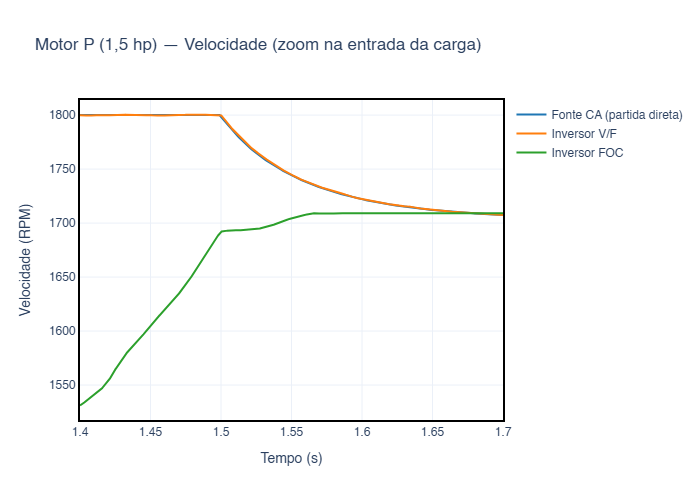 Motor P (1,5 hp) — Velocidade (zoom na entrada da carga)
Fonte CA (partida direta)
Inversor V/F
Inversor FOC
Velocidade (RPM)
1800
1750
1700
1650
1600
1550
1.4
1.45
1.5
1.55
1.6
1.65
1.7
Tempo (s)